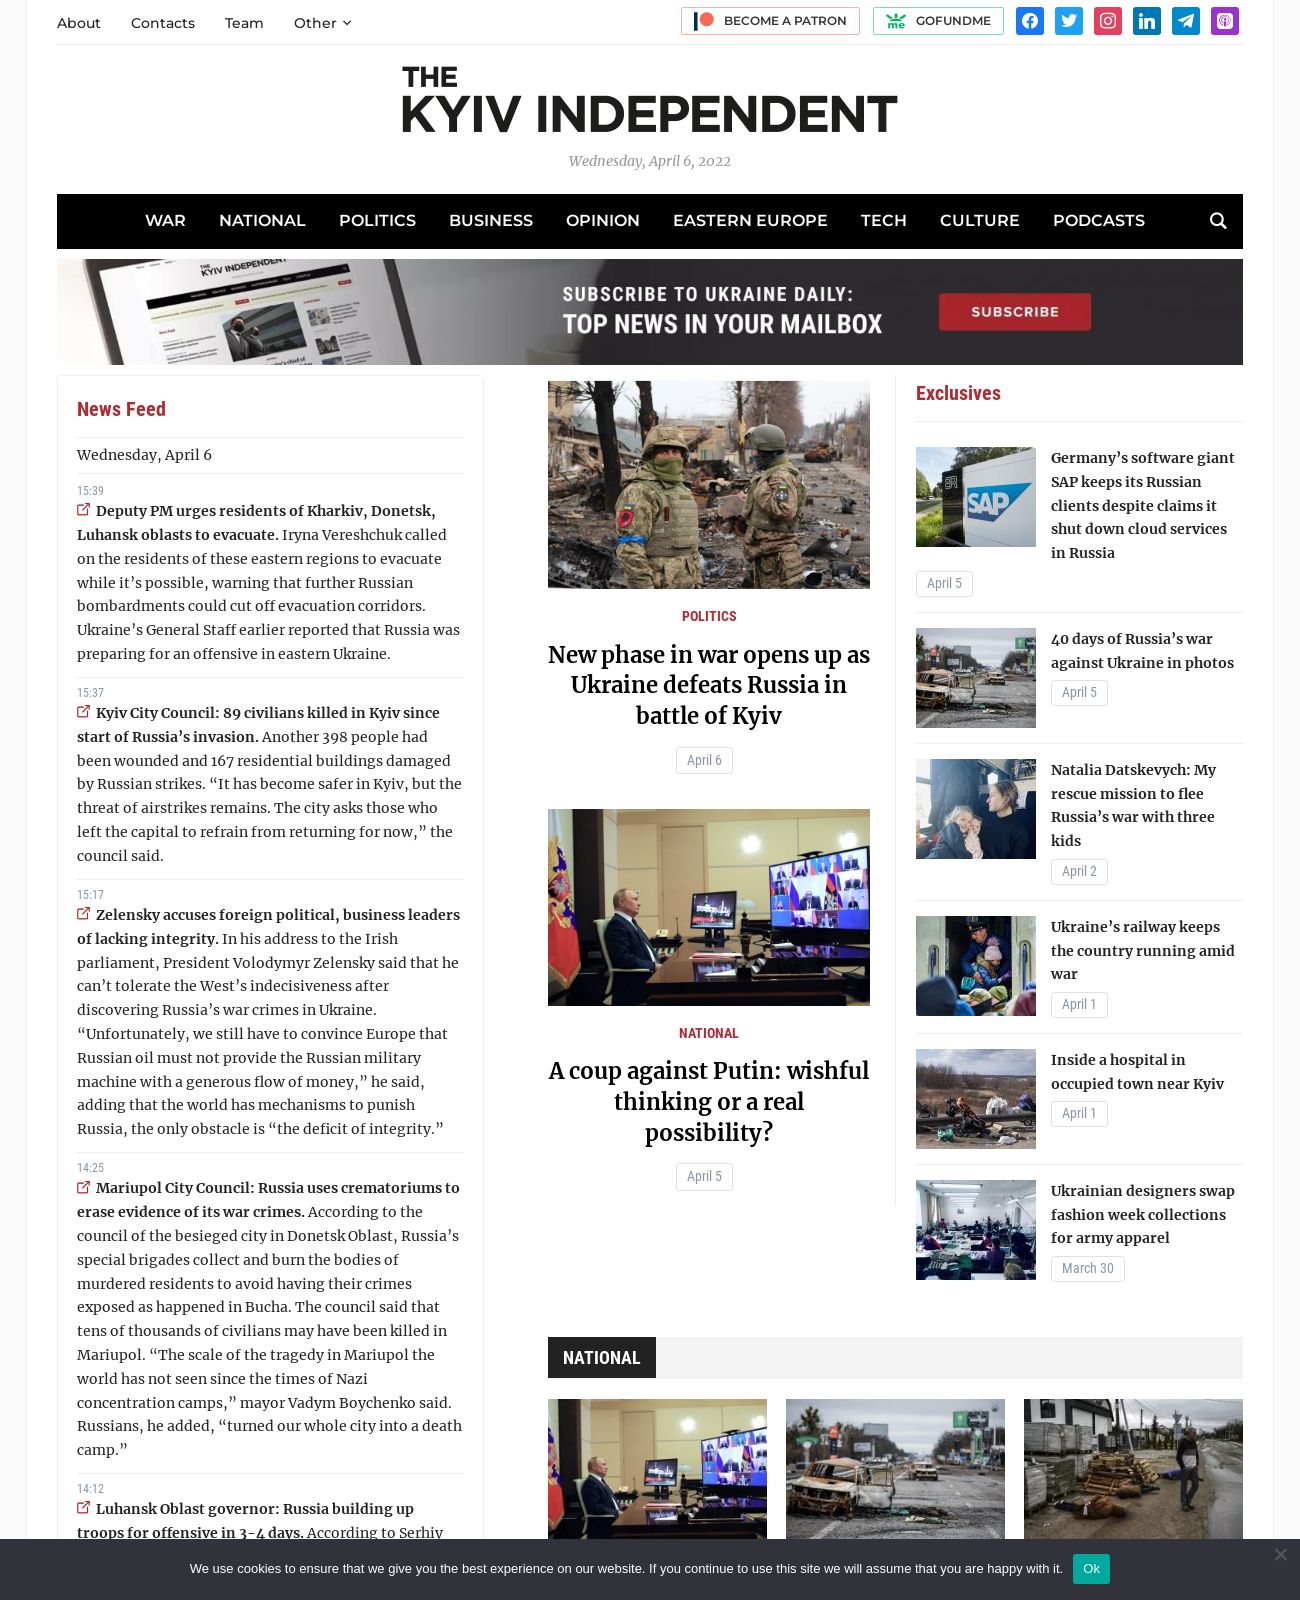 About
Contacts
Team
Other
BECOME A PATRON
me
GOFUNDME
THE
KYIV INDEPENDENT
Wednesday, April 6, 2022
WAR
NATIONAL
POLITICS
BUSINESS
OPINION
EASTERN EUROPE
TECH
CULTURE
PODCASTS
KYIV INDEPENDENT
SUBSCRIBE TO UKRAINE DAILY:
TOP NEWS IN YOUR MAILBOX
SUBSCRIBE
News Feed
Wednesday, April 6
15:39
Deputy PM urges residents of Kharkiv, Donetsk,
Luhansk oblasts to evacuate. Iryna Vereshchuk called
on the residents of these eastern regions to evacuate
while it’s possible, warning that further Russian
bombardments could cut off evacuation corridors.
Ukraine’s General Staff earlier reported that Russia was
preparing for an offensive in eastern Ukraine.
15:37
Kyiv City Council: 89 civilians killed in Kyiv since
start of Russia’s invasion. Another 398 people had
been wounded and 167 residential buildings damaged
by Russian strikes. “It has become safer in Kyiv, but the
threat of airstrikes remains. The city asks those who
left the capital to refrain from returning for now,” the
council said.
15:17
Zelensky accuses foreign political, business leaders
of lacking integrity. In his address to the Irish
parliament, President Volodymyr Zelensky said that he
can’t tolerate the West’s indecisiveness after
discovering Russia’s war crimes in Ukraine.
“Unfortunately, we still have to convince Europe that
Russian oil must not provide the Russian military
machine with a generous flow of money,” he said,
adding that the world has mechanisms to punish
Russia, the only obstacle is “the deficit of integrity.”
14:25
Mariupol City Council: Russia uses crematoriums to
erase evidence of its war crimes. According to the
council of the besieged city in Donetsk Oblast, Russia’s
special brigades collect and burn the bodies of
murdered residents to avoid having their crimes
exposed as happened in Bucha. The council said that
tens of thousands of civilians may have been killed in
Mariupol. “The scale of the tragedy in Mariupol the
world has not seen since the times of Nazi
concentration camps,” mayor Vadym Boychenko said.
Russians, he added, “turned our whole city into a death
camp.”
14:12
Luhansk Oblast governor: Russia building up
troops for offensive in 3-4 days. According to Serhiy
POLITICS
New phase in war opens up as
Ukraine defeats Russia in
battle of Kyiv
April 6
NATIONAL
A coup against Putin: wishful
thinking or a real
possibility?
April 5
Exclusives
SAP
Germany’s software giant
SAP keeps its Russian
clients despite claims it
shut down cloud services
in Russia
April 5
40 days of Russia’s war
against Ukraine in photos
April 5
Natalia Datskevych: My
rescue mission to flee
Russia’s war with three
kids
April 2
Ukraine’s railway keeps
the country running amid
war
April 1
Inside a hospital in
occupied town near Kyiv
April 1
Ukrainian designers swap
fashion week collections
for army apparel
March 30
NATIONAL
We use cookies to ensure that we give you the best experience on our website. If you continue to use this site we will assume that you are happy with it.
Ok